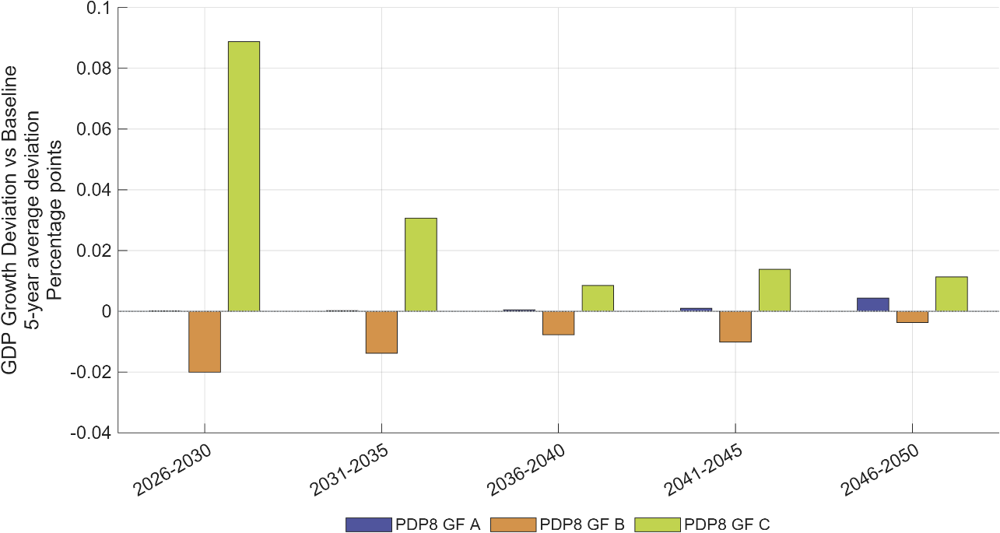 GDP Growth Deviation vs Baseline
5-year average deviation
Percentage points
0.1
0.08
0.06
0.04
0.02
0
-0.02
-0.04
2026-2030
2031-2035
2036-2040
2041-2045
2046-2050
PDP8 GF A
PDP8 GF B
PDP8 GF C